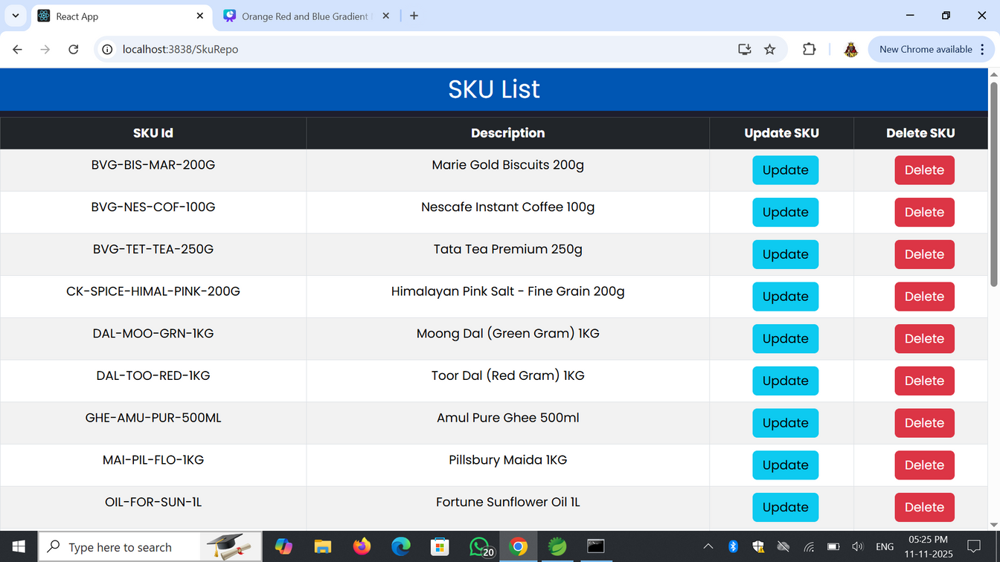 React App
Orange Red and Blue Gradient
localhost:3838/SkuRepo
New Chrome available
SKU List
SKU Id Description Update SKU Delete SKU
BVG-BIS-MAR-200G Marie Gold Biscuits 200g Update Delete
BVG-NES-COF-100G Nescafe Instant Coffee 100g Update Delete
BVG-TET-TEA-250G Tata Tea Premium 250g Update Delete
CK-SPICE-HIMAL-PINK-200G Himalayan Pink Salt - Fine Grain 200g Update Delete
DAL-MOO-GRN-1KG Moong Dal (Green Gram) 1KG Update Delete
DAL-TOO-RED-1KG Toor Dal (Red Gram) 1KG Update Delete
GHE-AMU-PUR-500ML Amul Pure Ghee 500ml Update Delete
MAI-PIL-FLO-1KG Pillsbury Maida 1KG Update Delete
OIL-FOR-SUN-1L Fortune Sunflower Oil 1L Update Delete
Type here to search
20
ENG
05:25 PM
11-11-2025